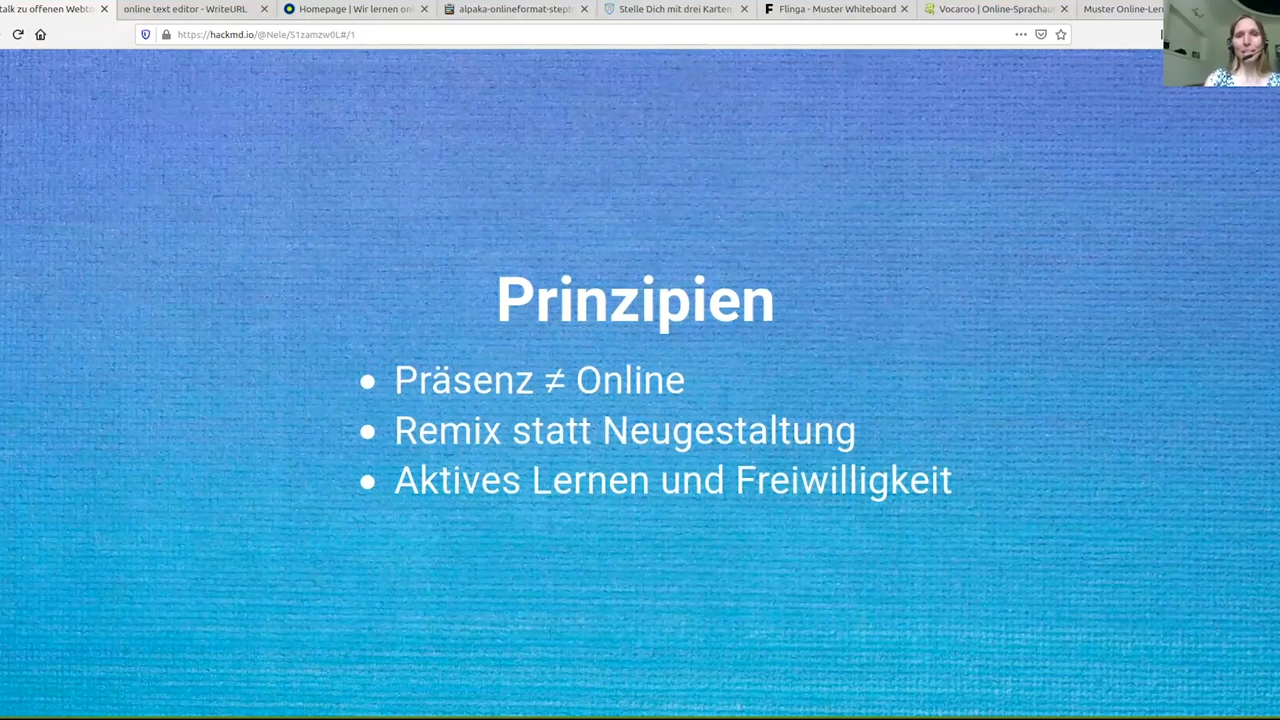 talk zu offenen Webto
online text editor - WriteURL
Homepage | Wir lernen onl
alpaka-onlineformat-step
Stelle Dich mit drei Karten
Flinga - Muster Whiteboard
Vocaroo | Online-Sprachau
Muster Online-Ler
https://hackmd.io/@Nele/S1zamzw0L#/1
Prinzipien
Präsenz ≠ Online
Remix statt Neugestaltung
Aktives Lernen und Freiwilligkeit